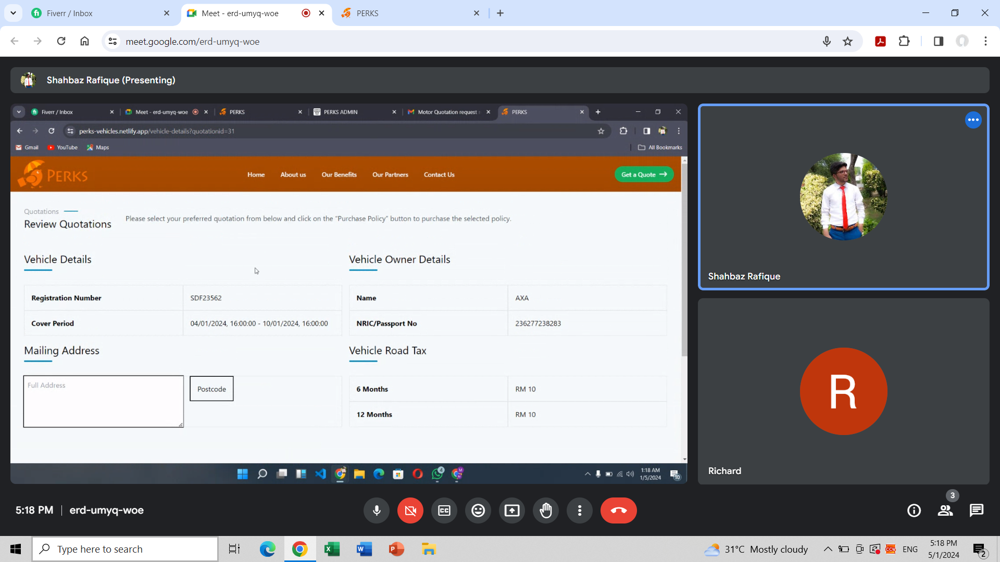 Fiverr / Inbox
Meet - erd-umyq-woe
PERKS
meet.google.com/erd-umyq-woe
Shahbaz Rafique (Presenting)
Fiverr / Inbox
Meet - erd-umyq-woe
PERKS
PERKS ADMIN
Motor Quotation request
PERKS
perks-vehicles.netlify.app/vehicle-details?quotationid=31
Gmail
YouTube
Maps
All Bookmarks
PERKS
Home
About us
Our Benefits
Our Partners
Contact Us
Get a Quote
Quotations
Review Quotations
Please select your preferred quotation from below and click on the "Purchase Policy" button to purchase the selected policy.
Vehicle Details
Registration Number SDF23562
Cover Period 04/01/2024, 16:00:00 - 10/01/2024, 16:00:00
Vehicle Owner Details
Name AXA
NRIC/Passport No 236277238283
Mailing Address
Full Address
Postcode
Vehicle Road Tax
6 Months RM 10
12 Months RM 10
4
M
1:18 AM
1/5/2024
10
Shahbaz Rafique
R
Richard
5:18 PM
erd-umyq-woe
CC
3
Type here to search
31°C Mostly cloudy
ENG
5:18 PM
5/1/2024
2